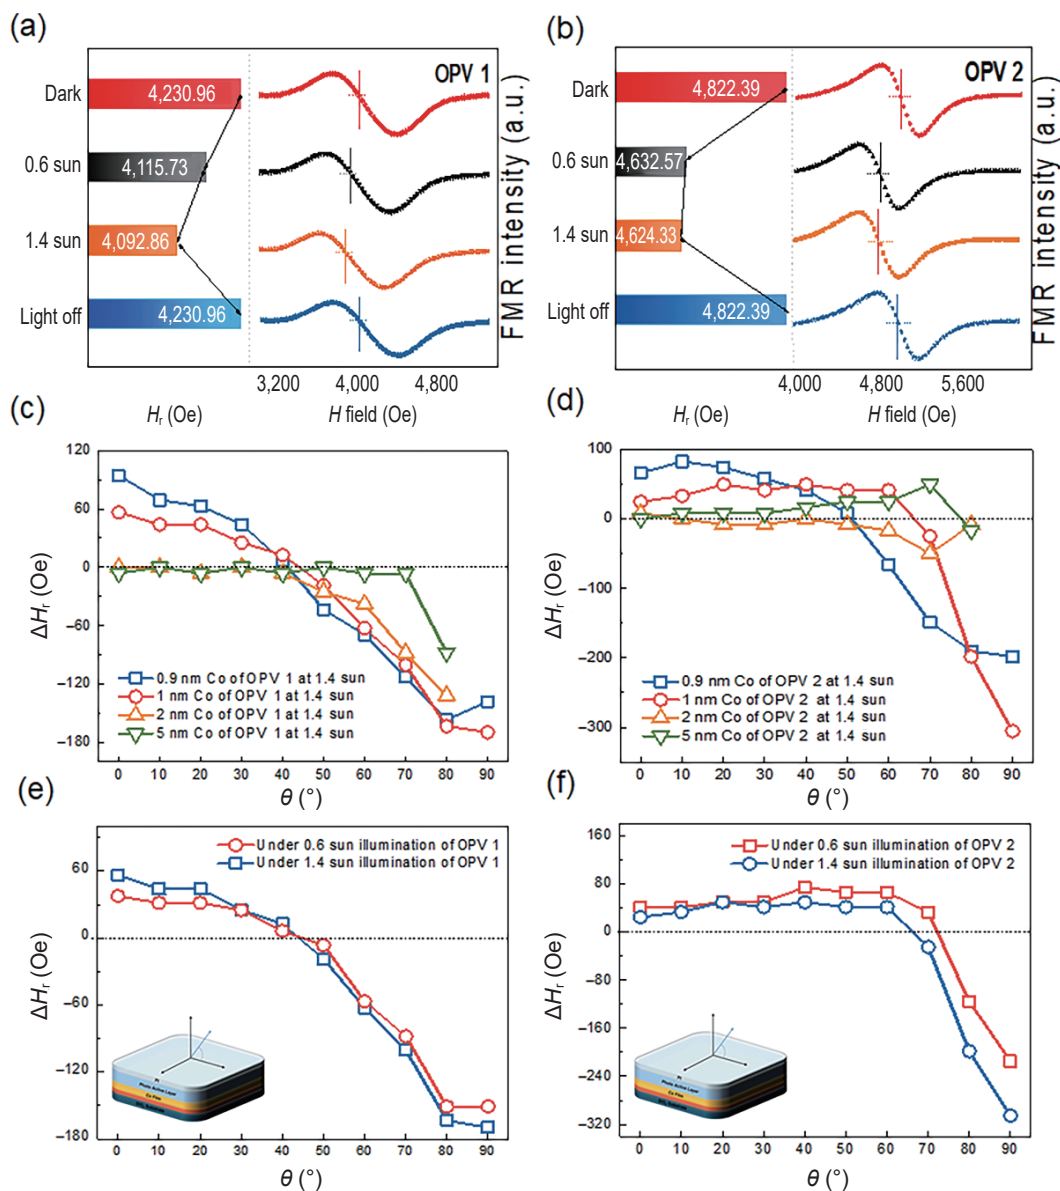 (a)
OPV 1
Dark
4,230.96
0.6 sun
4,115.73
1.4 sun
4,092.86
Light off
4,230.96
FMR intensity (a.u.)
3,200
4,000
4,800
Hr (Oe)
H field (Oe)
(b)
OPV 2
Dark
4,822.39
0.6 sun
4,632.57
1.4 sun
4,624.33
Light off
4,822.39
FMR intensity (a.u.)
4,000
4,800
5,600
Hr (Oe)
H field (Oe)
(c)
120
60
0
−60
−120
−180
ΔHr (Oe)
0.9 nm Co of OPV 1 at 1.4 sun
1 nm Co of OPV 1 at 1.4 sun
2 nm Co of OPV 1 at 1.4 sun
5 nm Co of OPV 1 at 1.4 sun
0 10 20 30 40 50 60 70 80 90
θ (°)
(d)
100
0
−100
−200
−300
ΔHr (Oe)
0.9 nm Co of OPV 2 at 1.4 sun
1 nm Co of OPV 2 at 1.4 sun
2 nm Co of OPV 2 at 1.4 sun
5 nm Co of OPV 2 at 1.4 sun
0 10 20 30 40 50 60 70 80 90
θ (°)
(e)
Under 0.6 sun illumination of OPV 1
Under 1.4 sun illumination of OPV 1
60
0
−60
−120
−180
ΔHr (Oe)
Pt
Photo Active Layer
Co Film
0 10 20 30 40 50 60 70 80 90
θ (°)
(f)
Under 0.6 sun illumination of OPV 2
Under 1.4 sun illumination of OPV 2
160
80
0
−80
−160
−240
−320
ΔHr (Oe)
Pt
Photo Active Layer
Co Film
0 10 20 30 40 50 60 70 80 90
θ (°)